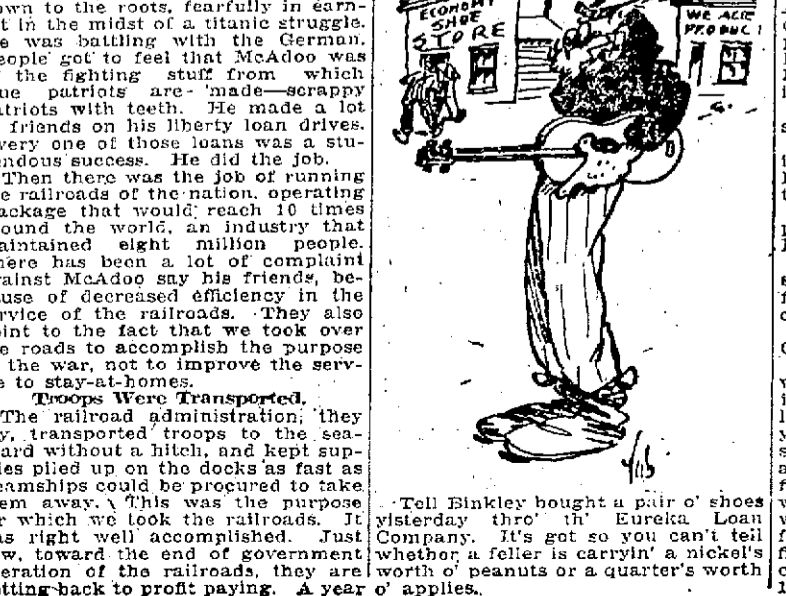 own to the roots, fearfully in earn-
t in the midst of a titanic struggle.
e was battling with the German.
eople got to feel that McAdoo was
the fighting stuff from which
ue patriots are made—scrappy
atriots with teeth. He made a lot
friends on his liberty loan drives.
very one of those loans was a stu-
endous success. He did the job.
Then there was the job of running
e railroads of the nation, operating
ackage that would reach 10 times
ound the world, an industry that
aintained eight million people.
here has been a lot of complaint
gainst McAdoo say his friends, be-
ause of decreased efficiency in the
ervice of the railroads. They also
oint to the fact that we took over
e roads to accomplish the purpose
the war, not to improve the serv-
e to stay-at-homes.
Troops Were Transported.
The railroad administration, they
y, transported troops to the sea-
ard without a hitch, and kept sup-
ies piled up on the docks as fast as
eamships could be procured to take
em away. This was the purpose
r which we took the railroads. It
as right well accomplished. Just
w, toward the end of government
eration of the railroads, they are
tting back to profit paying. A year
ECONOMY
SHOE
STORE
WE ARE
Tell Binkley bought a pair o' shoes
yisterday thro' th' Eureka Loan
Company. It's got so you can't tell
whether a feller is carryin' a nickel's
worth o' peanuts or a quarter's worth
o' apples.